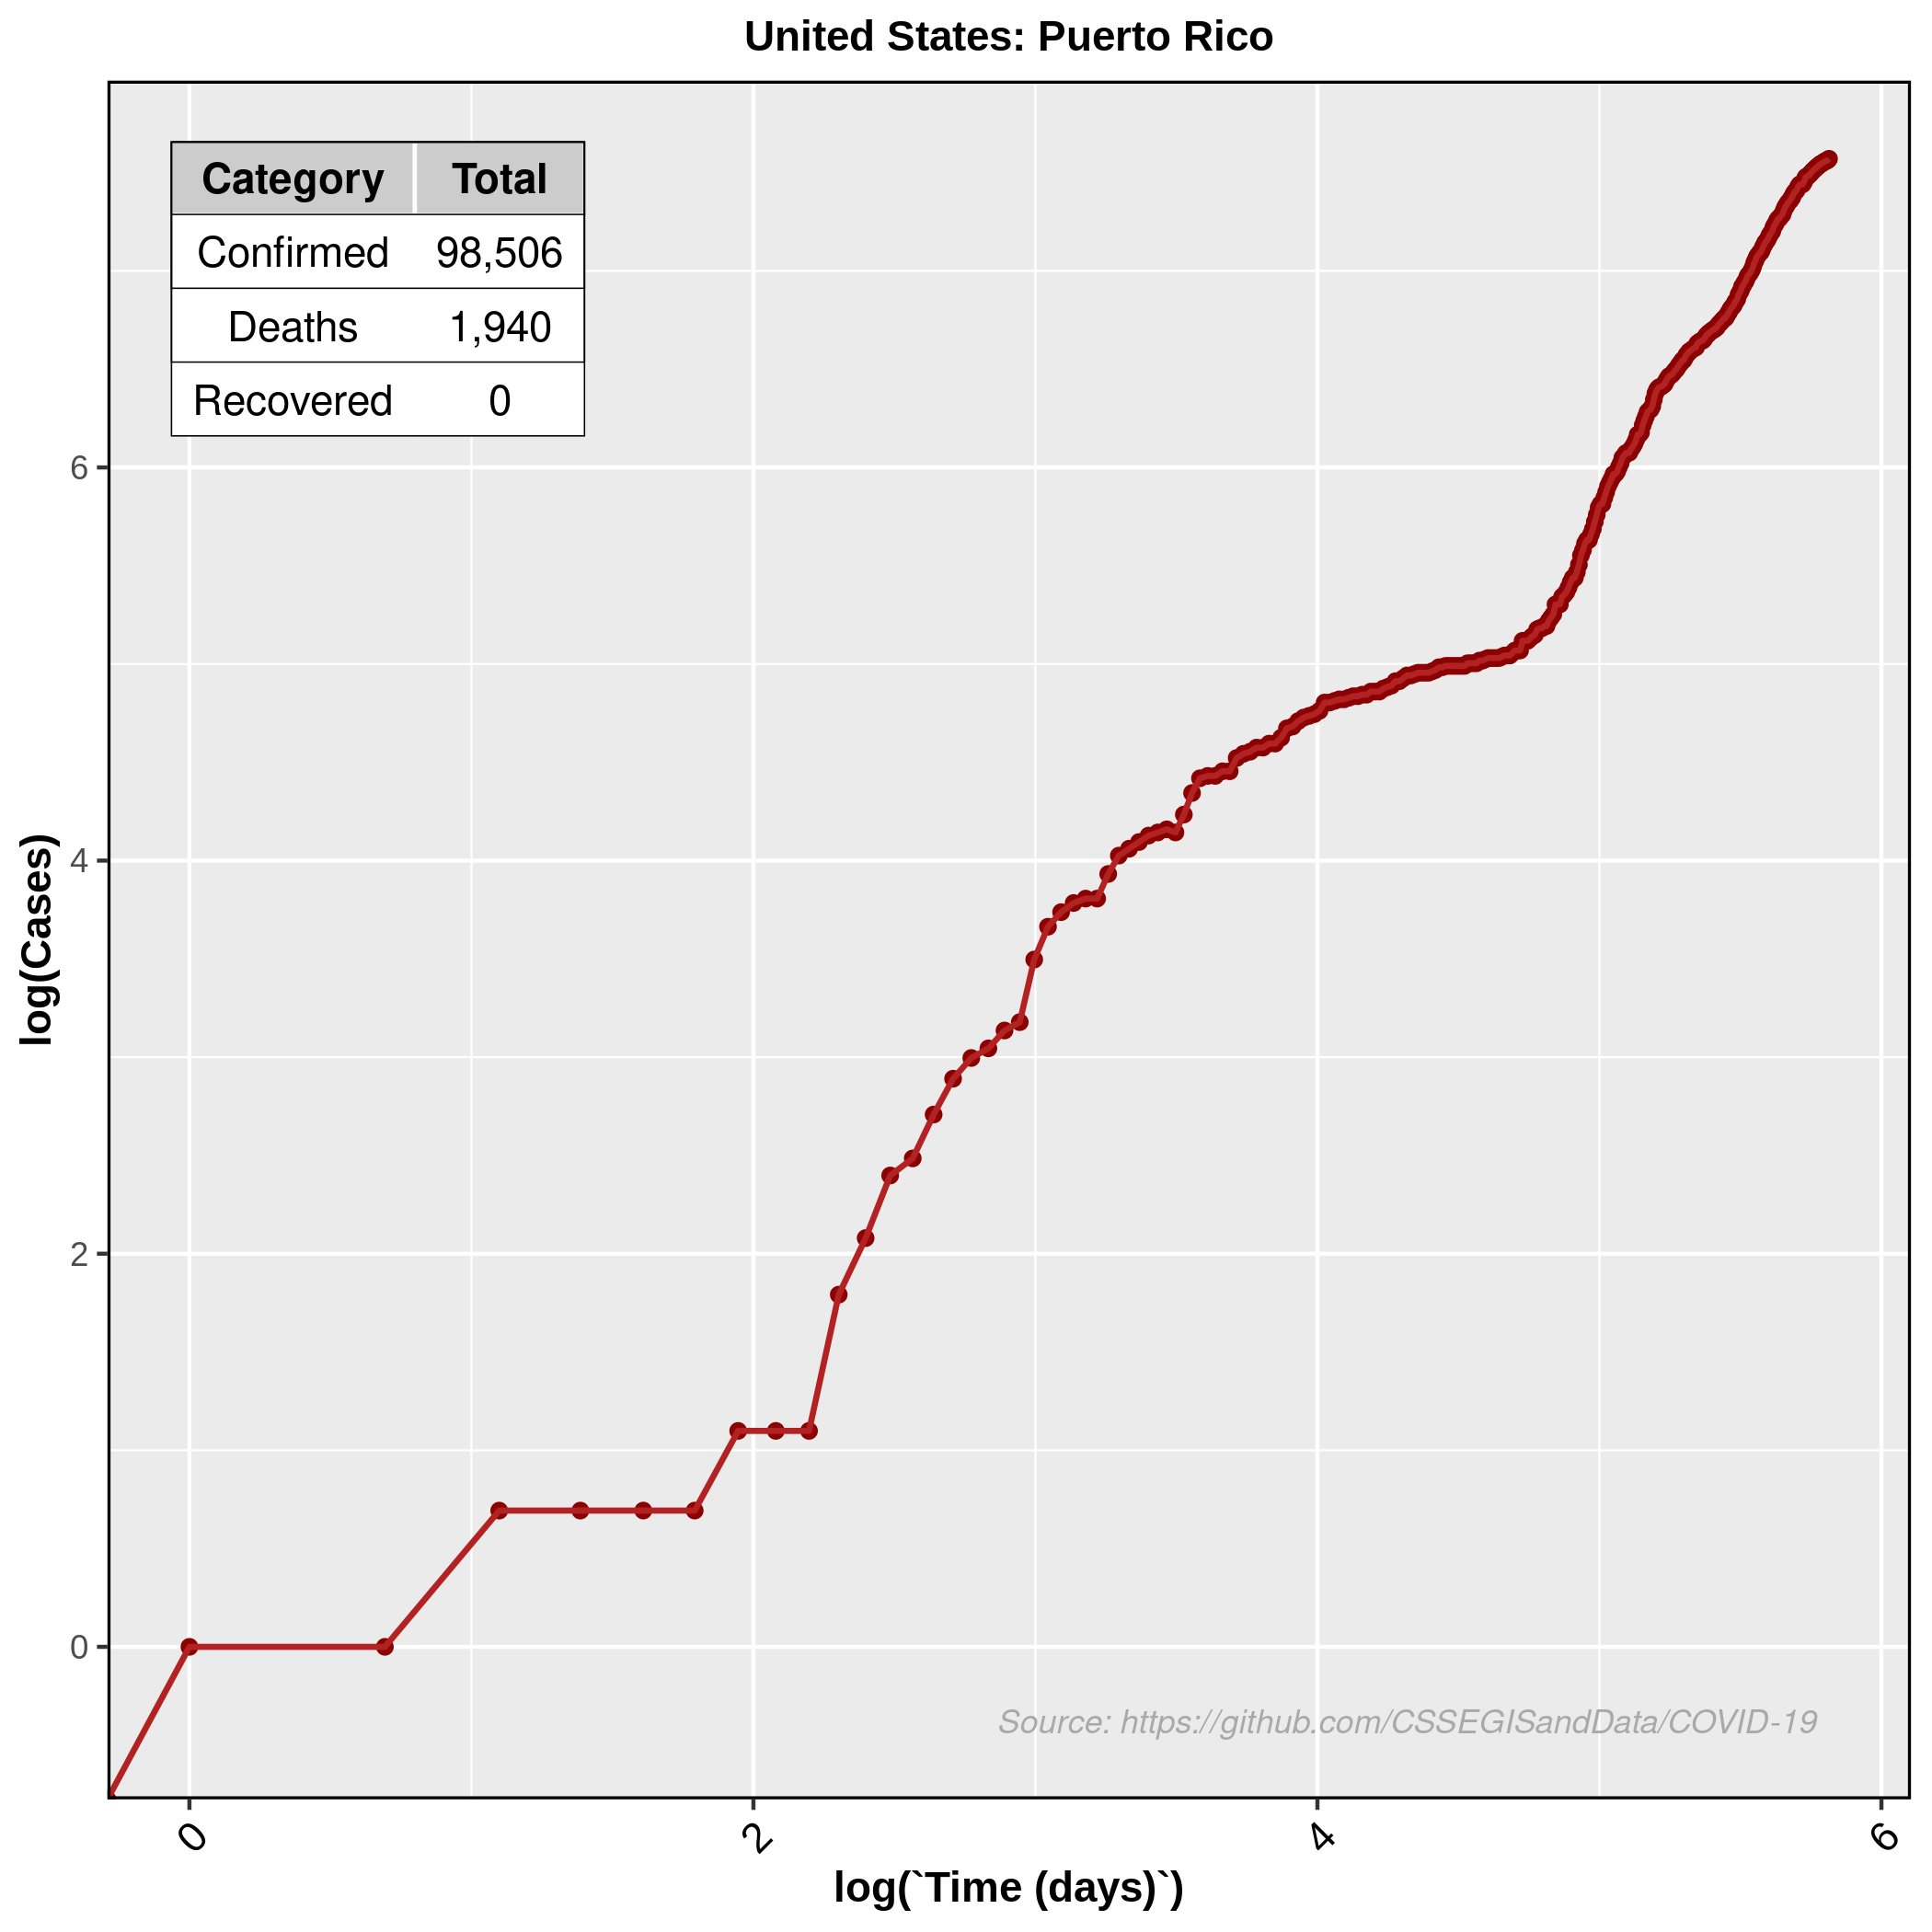 United States: Puerto Rico
Category Total
Confirmed 98,506
Deaths 1,940
Recovered 0
6
4
2
0
log(Cases)
Source: https://github.com/CSSEGISandData/COVID-19
0 2 4 6
log(`Time (days)`)